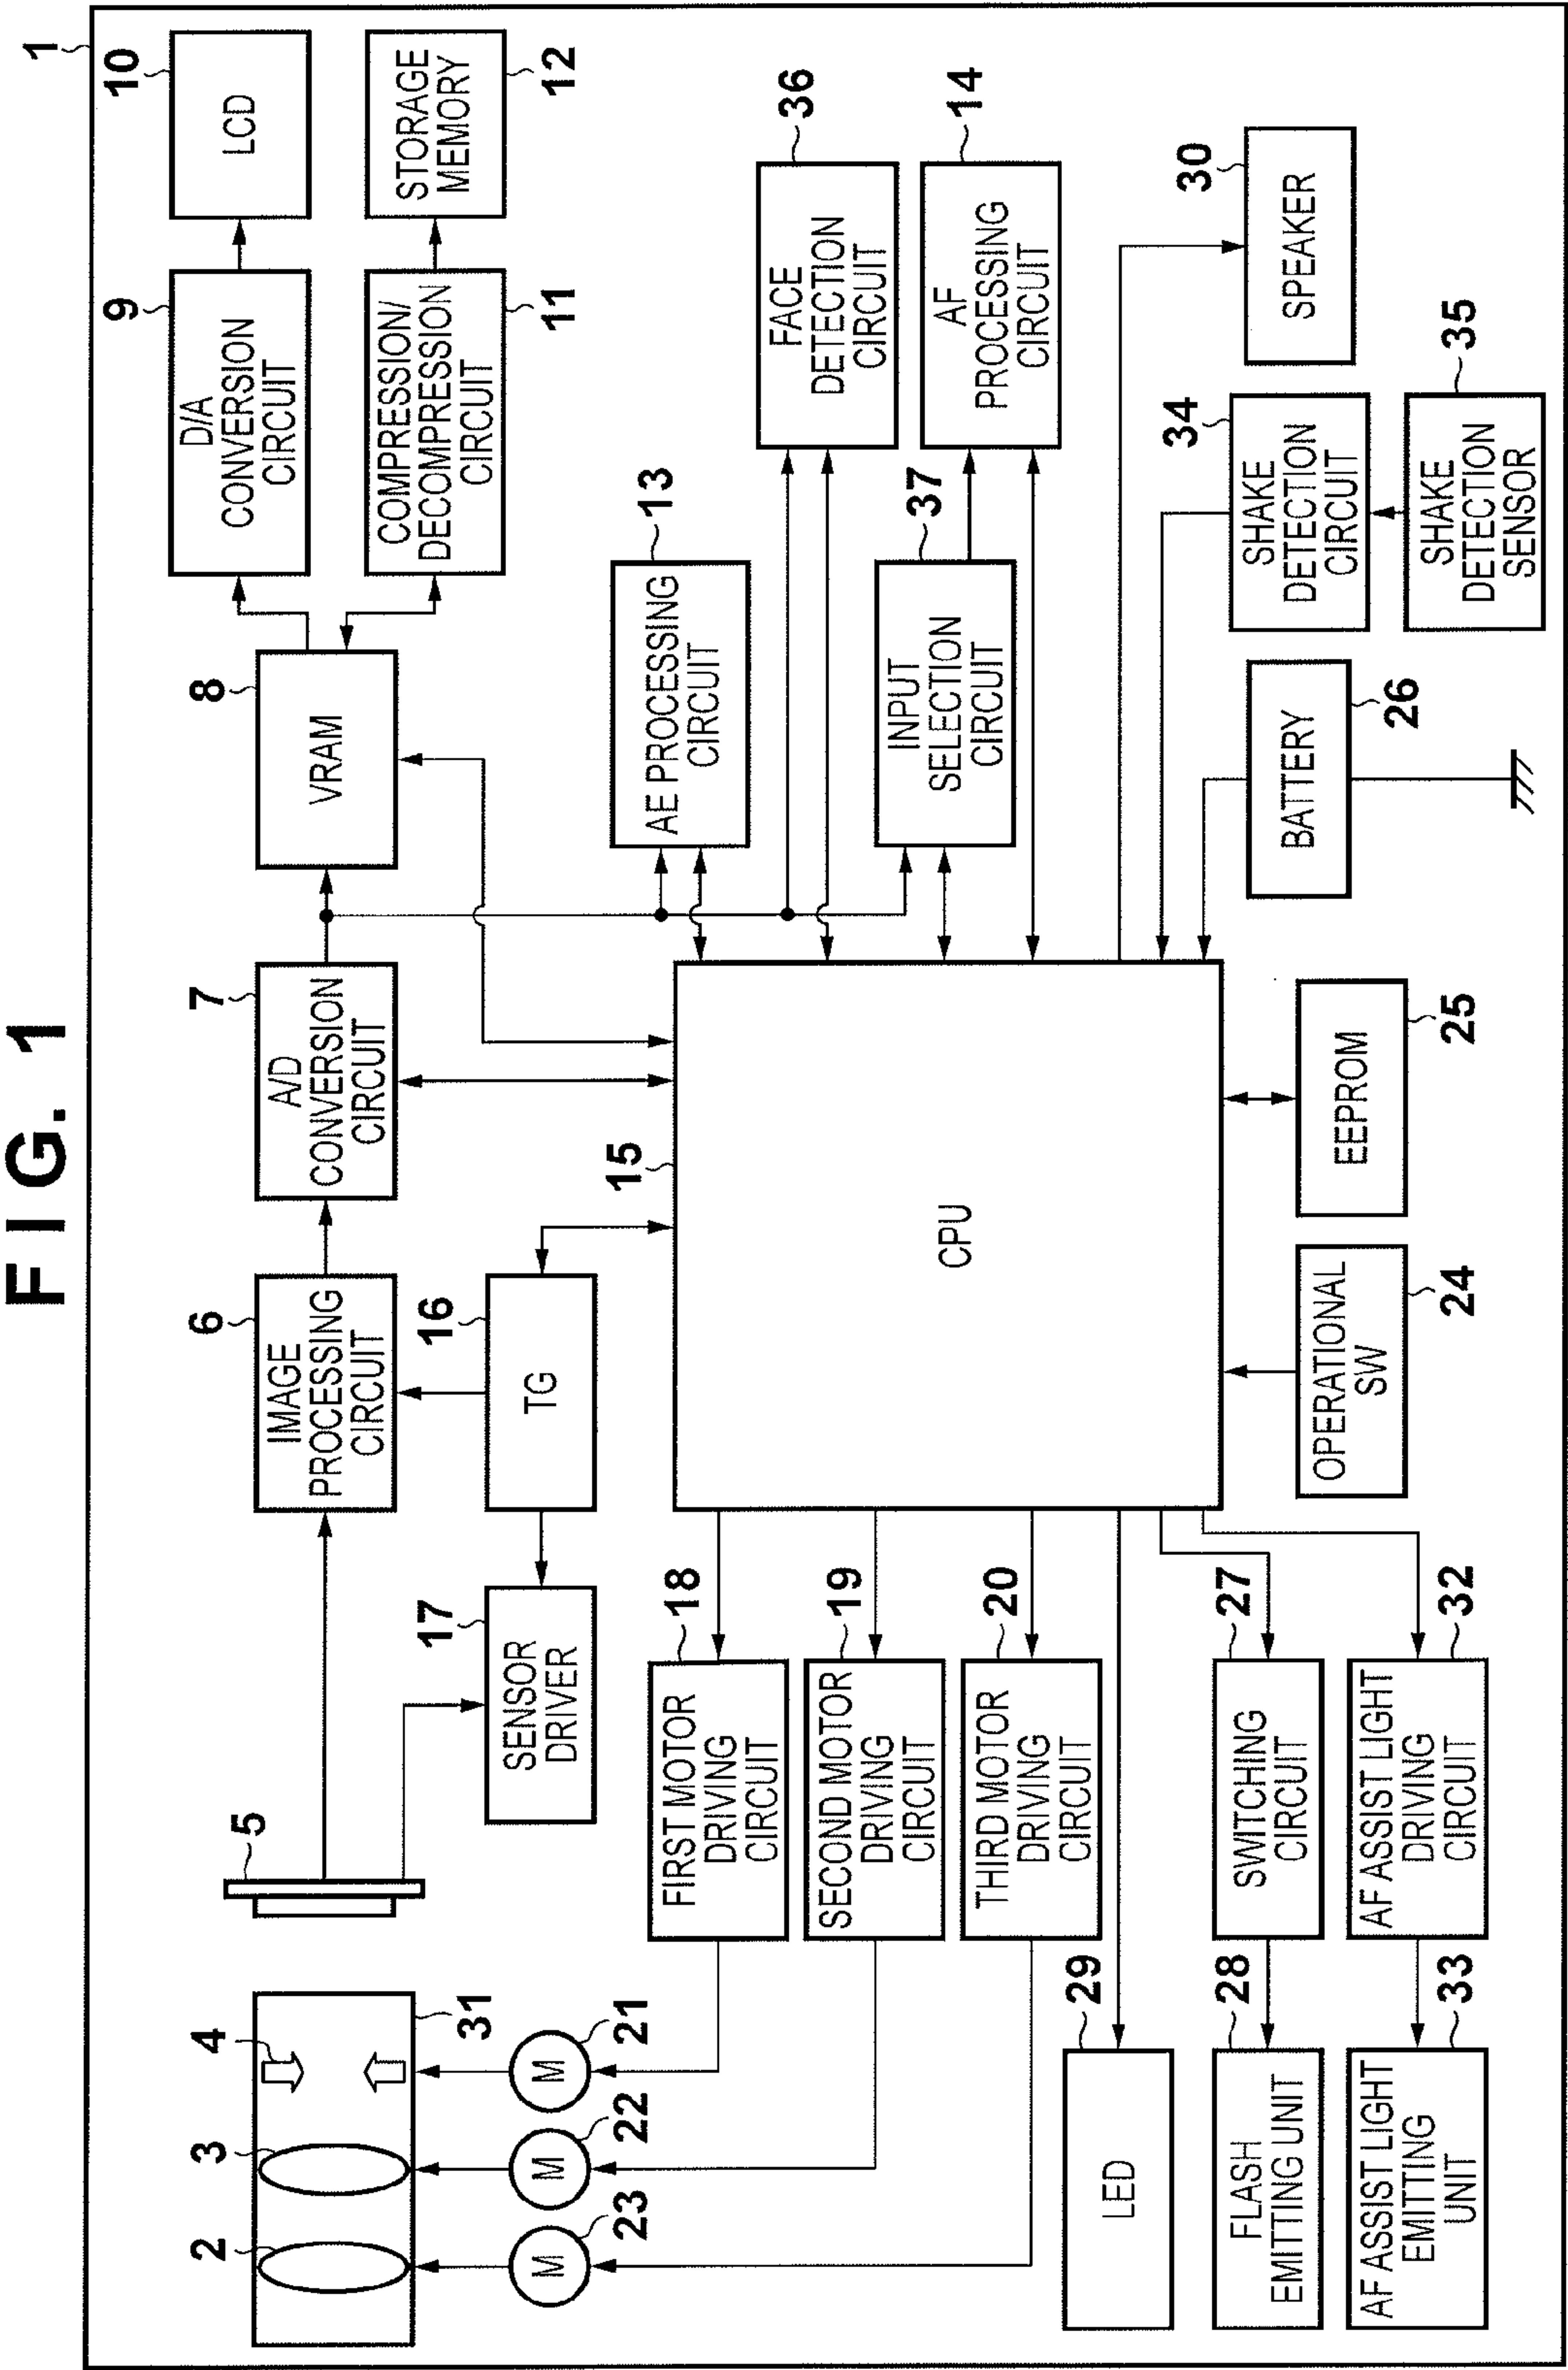 FIG. 1
1
2
3
4
31
5
6
IMAGE
PROCESSING
CIRCUIT
7
A/D
CONVERSION
CIRCUIT
8
VRAM
9
D/A
CONVERSION
CIRCUIT
10
LCD
11
COMPRESSION/
DECOMPRESSION
CIRCUIT
12
STORAGE
MEMORY
17
SENSOR
DRIVER
16
TG
23
M
22
M
21
M
18
FIRST MOTOR
DRIVING
CIRCUIT
19
SECOND MOTOR
DRIVING
CIRCUIT
20
THIRD MOTOR
DRIVING
CIRCUIT
15
CPU
13
AE PROCESSING
CIRCUIT
36
FACE
DETECTION
CIRCUIT
37
INPUT
SELECTION
CIRCUIT
14
AF
PROCESSING
CIRCUIT
29
LED
28
FLASH
EMITTING UNIT
27
SWITCHING
CIRCUIT
33
AF ASSIST LIGHT
EMITTING
UNIT
32
AF ASSIST LIGHT
DRIVING
CIRCUIT
24
OPERATIONAL
SW
25
EEPROM
26
BATTERY
34
SHAKE
DETECTION
CIRCUIT
35
SHAKE
DETECTION
SENSOR
30
SPEAKER